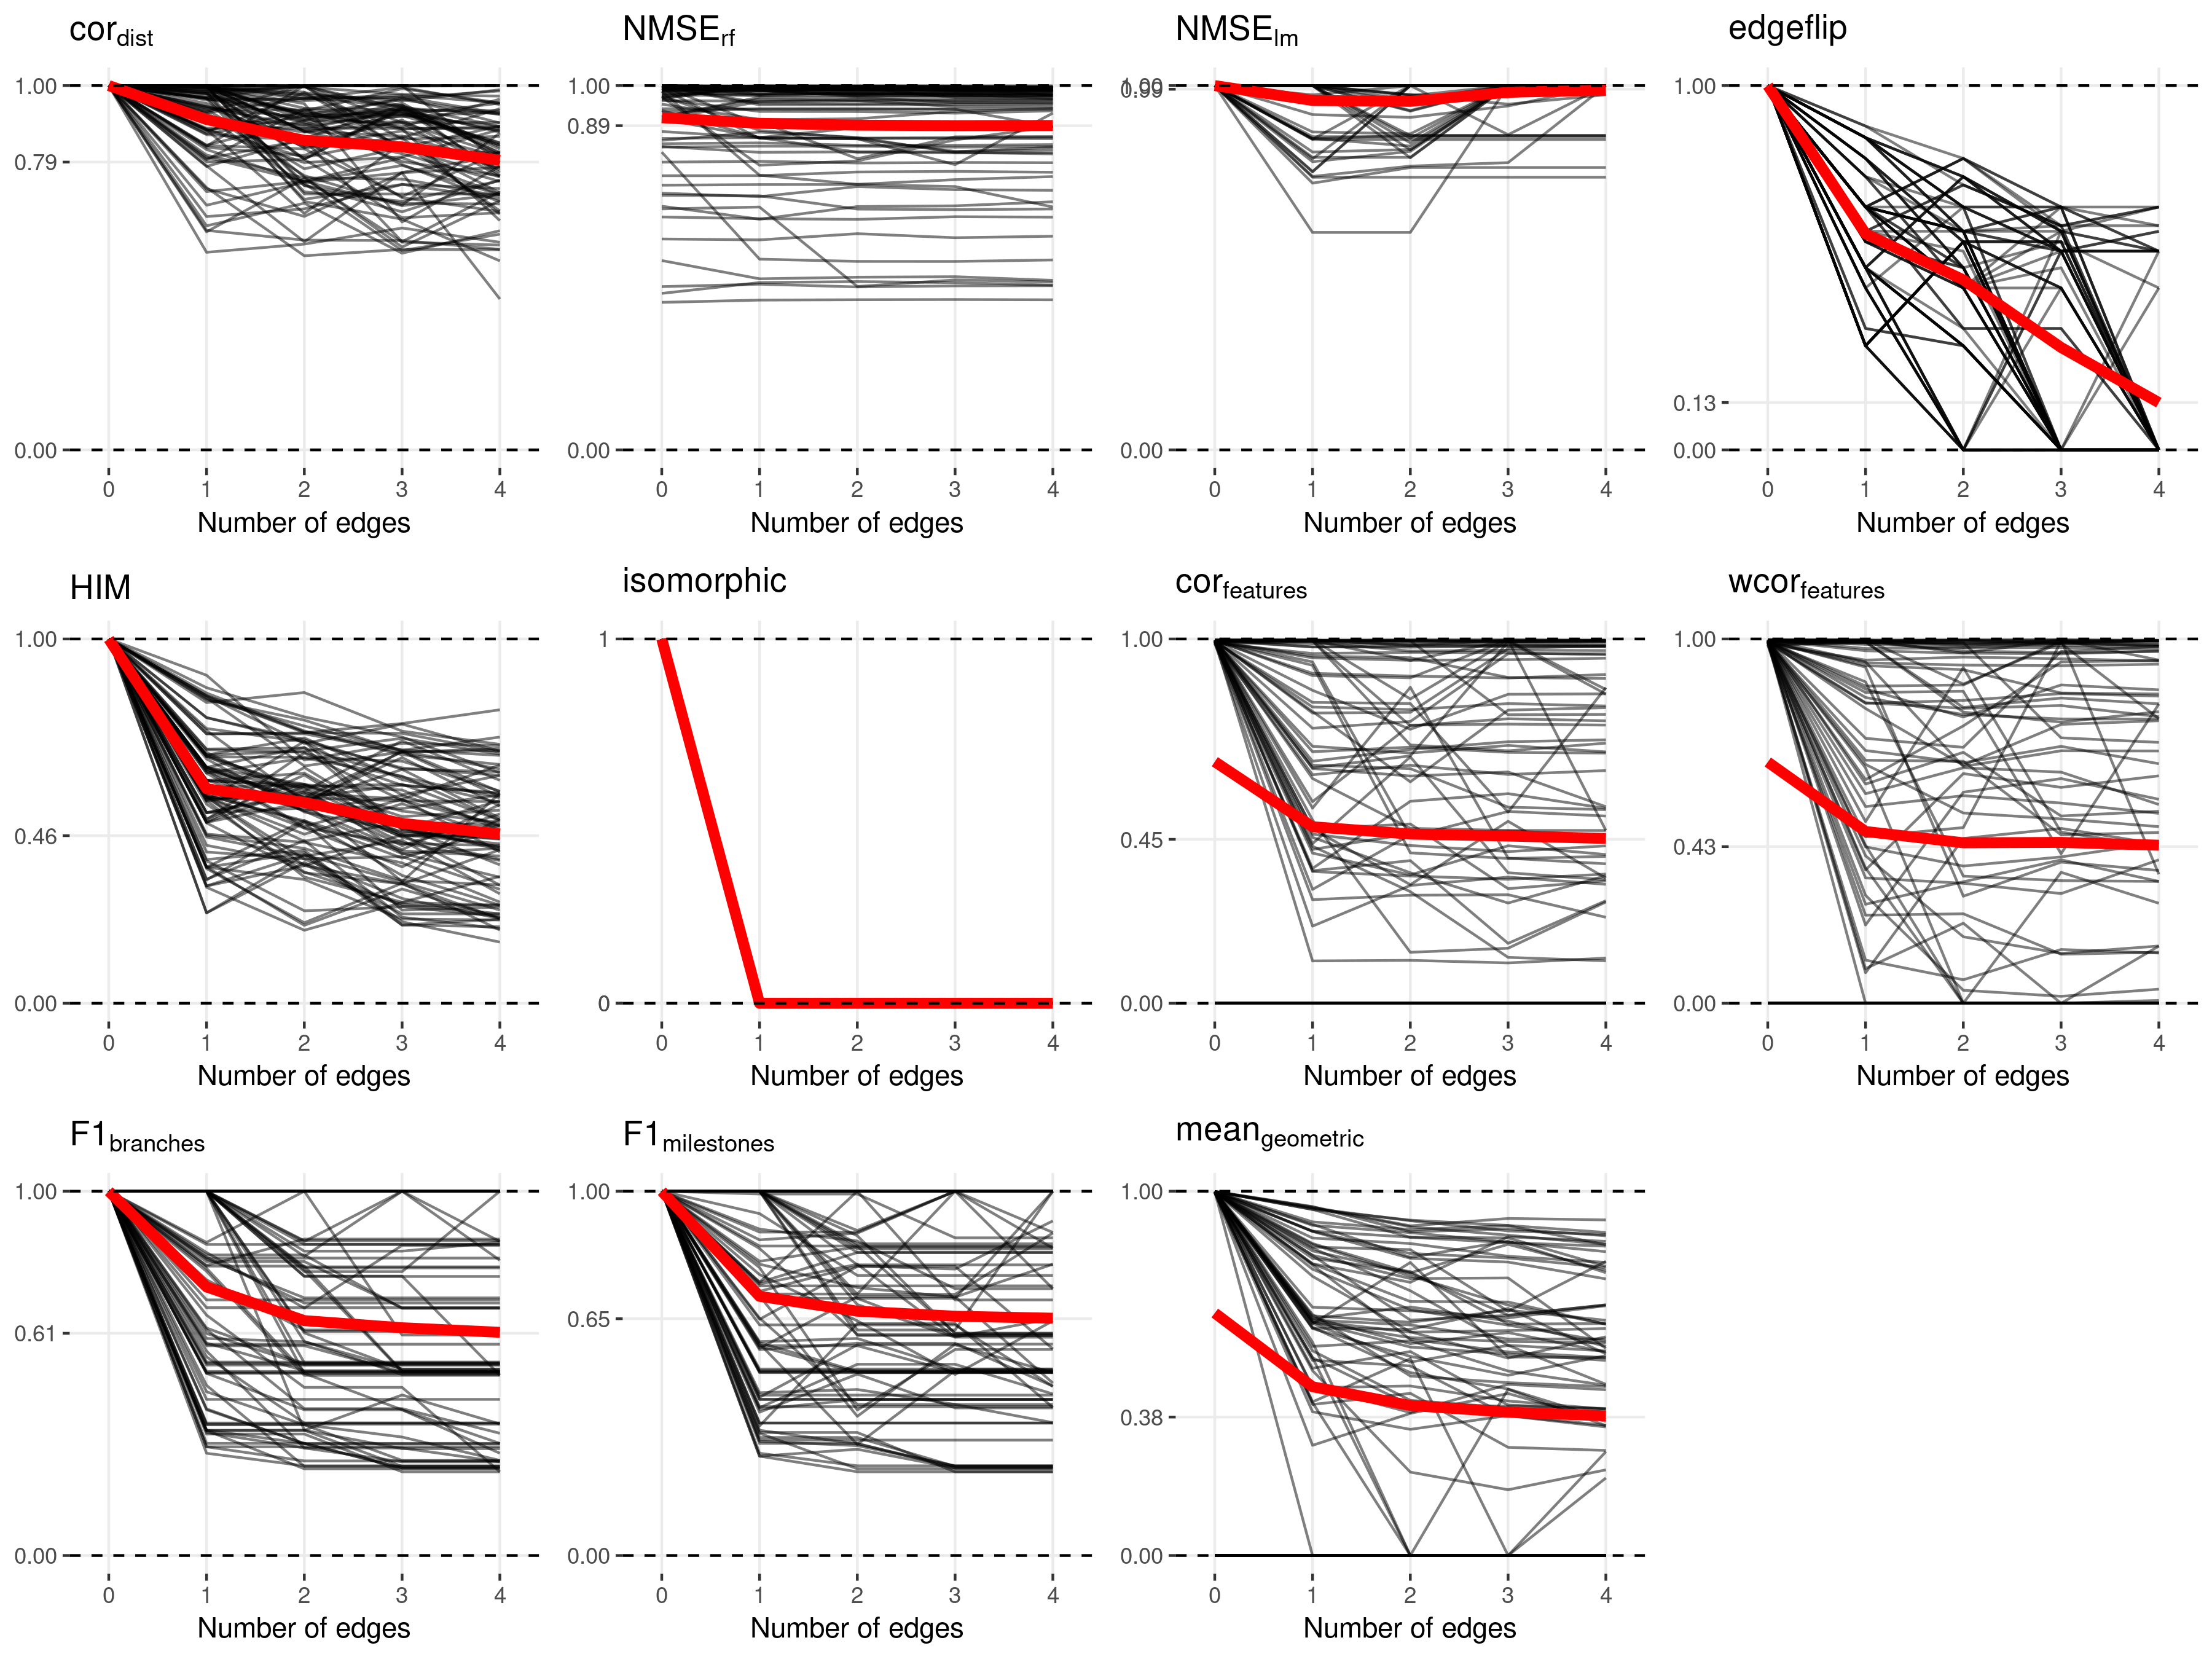 cordist
1.00
0.79
0.00
0 1 2 3 4
Number of edges
NMSErf
1.00
0.89
0.00
0 1 2 3 4
Number of edges
NMSElm
1.00
0.99
0.00
0 1 2 3 4
Number of edges
edgeflip
1.00
0.13
0.00
0 1 2 3 4
Number of edges
HIM
1.00
0.46
0.00
0 1 2 3 4
Number of edges
isomorphic
1
0
0 1 2 3 4
Number of edges
corfeatures
1.00
0.45
0.00
0 1 2 3 4
Number of edges
wcorfeatures
1.00
0.43
0.00
0 1 2 3 4
Number of edges
F1branches
1.00
0.61
0.00
0 1 2 3 4
Number of edges
F1milestones
1.00
0.65
0.00
0 1 2 3 4
Number of edges
meangeometric
1.00
0.38
0.00
0 1 2 3 4
Number of edges